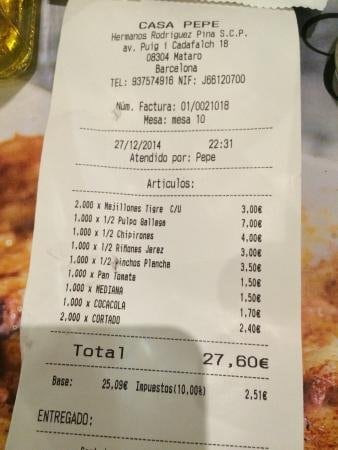 CASA PEPE
Hermanos Rodriguez Pina S.C.P.
av. Puig i Cadafalch 18
08304 Mataro
Barcelona
TEL: 937574916 NIF: J66120700
Núm. Factura: 01/0021018
Mesa: mesa 10
27/12/2014 22:31
Atendido por: Pepe
Articulos:
2,000 x Mejillones Tigre C/U 3,00€
1,000 x 1/2 Pulpo Gallega 7,00€
1,000 x 1/2 Chipirones 4,00€
1,000 x 1/2 Riñones Jerez 3,00€
1,000 x 1/2 Pinchos Plancha 3,50€
1,000 x Pan Tomate 1,50€
1,000 x MEDIANA 1,50€
1,000 x COCACOLA 1,70€
2,000 x CORTADO 2,40€
Total 27,60€
Base: 25,09€ Impuestos(10,00%) 2,51€
ENTREGADO: